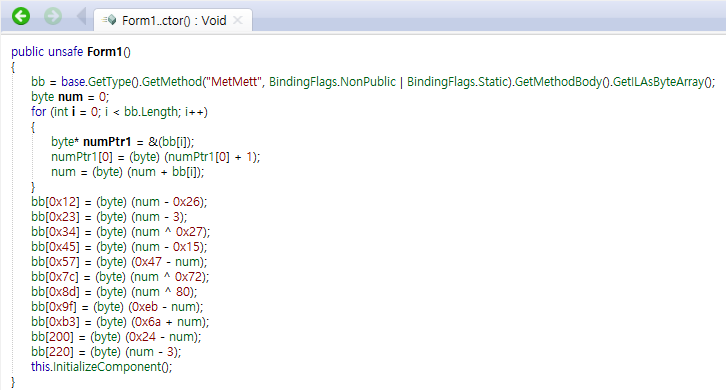 Form1..ctor() : Void
public unsafe Form1()
{
bb = base.GetType().GetMethod("MetMett", BindingFlags.NonPublic | BindingFlags.Static).GetMethodBody().GetILAsByteArray();
byte num = 0;
for (int i = 0; i < bb.Length; i++)
{
byte* numPtr1 = &(bb[i]);
numPtr1[0] = (byte) (numPtr1[0] + 1);
num = (byte) (num + bb[i]);
}
bb[0x12] = (byte) (num - 0x26);
bb[0x23] = (byte) (num - 3);
bb[0x34] = (byte) (num ^ 0x27);
bb[0x45] = (byte) (num - 0x15);
bb[0x57] = (byte) (0x47 - num);
bb[0x7c] = (byte) (num ^ 0x72);
bb[0x8d] = (byte) (num ^ 80);
bb[0x9f] = (byte) (0xeb - num);
bb[0xb3] = (byte) (0x6a + num);
bb[200] = (byte) (0x24 - num);
bb[220] = (byte) (num - 3);
this.InitializeComponent();
}